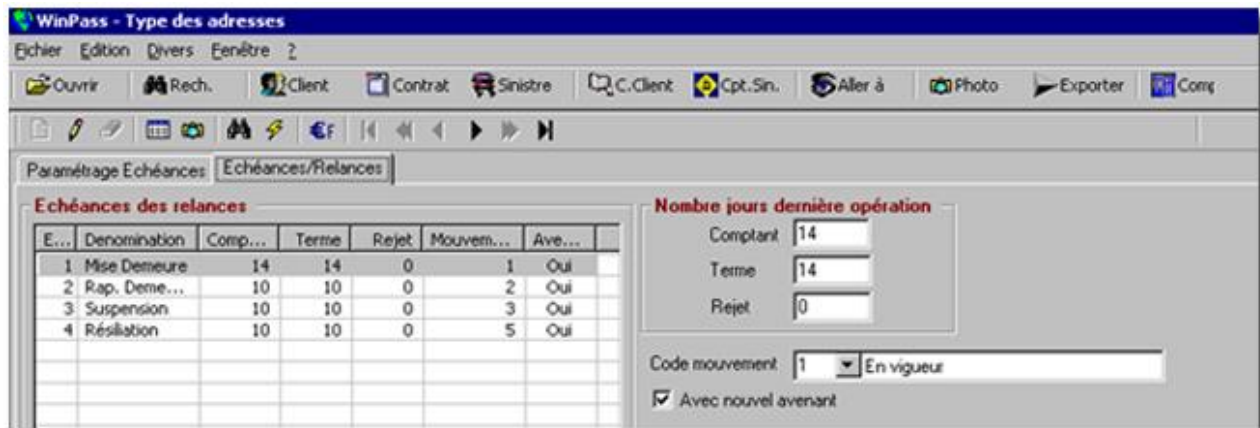 WinPass - Type des adresses
Fichier Edition Divers Fenêtre ?
Ouvrir Rech. Client Contrat Sinistre C.Client Cpt.Sin. Aller à Photo Exporter Comp
€F
Paramétrage Echéances Echéances/Relances
Echéances des relances
E... Denomination Comp... Terme Rejet Mouvem... Ave...
1 Mise Demeure 14 14 0 1 Oui
2 Rap. Deme... 10 10 0 2 Oui
3 Suspension 10 10 0 3 Oui
4 Résiliation 10 10 0 5 Oui
Nombre jours dernière opération
Comptant 14
Terme 14
Rejet 0
Code mouvement 1 En vigueur
Avec nouvel avenant